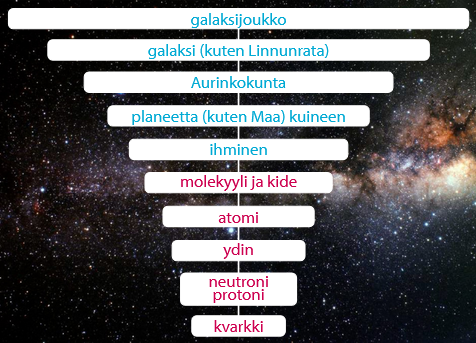 galaksijoukko
galaksi (kuten Linnunrata)
Aurinkokunta
planeetta (kuten Maa) kuineen
ihminen
molekyyli ja kide
atomi
ydin
neutroni
protoni
kvarkki